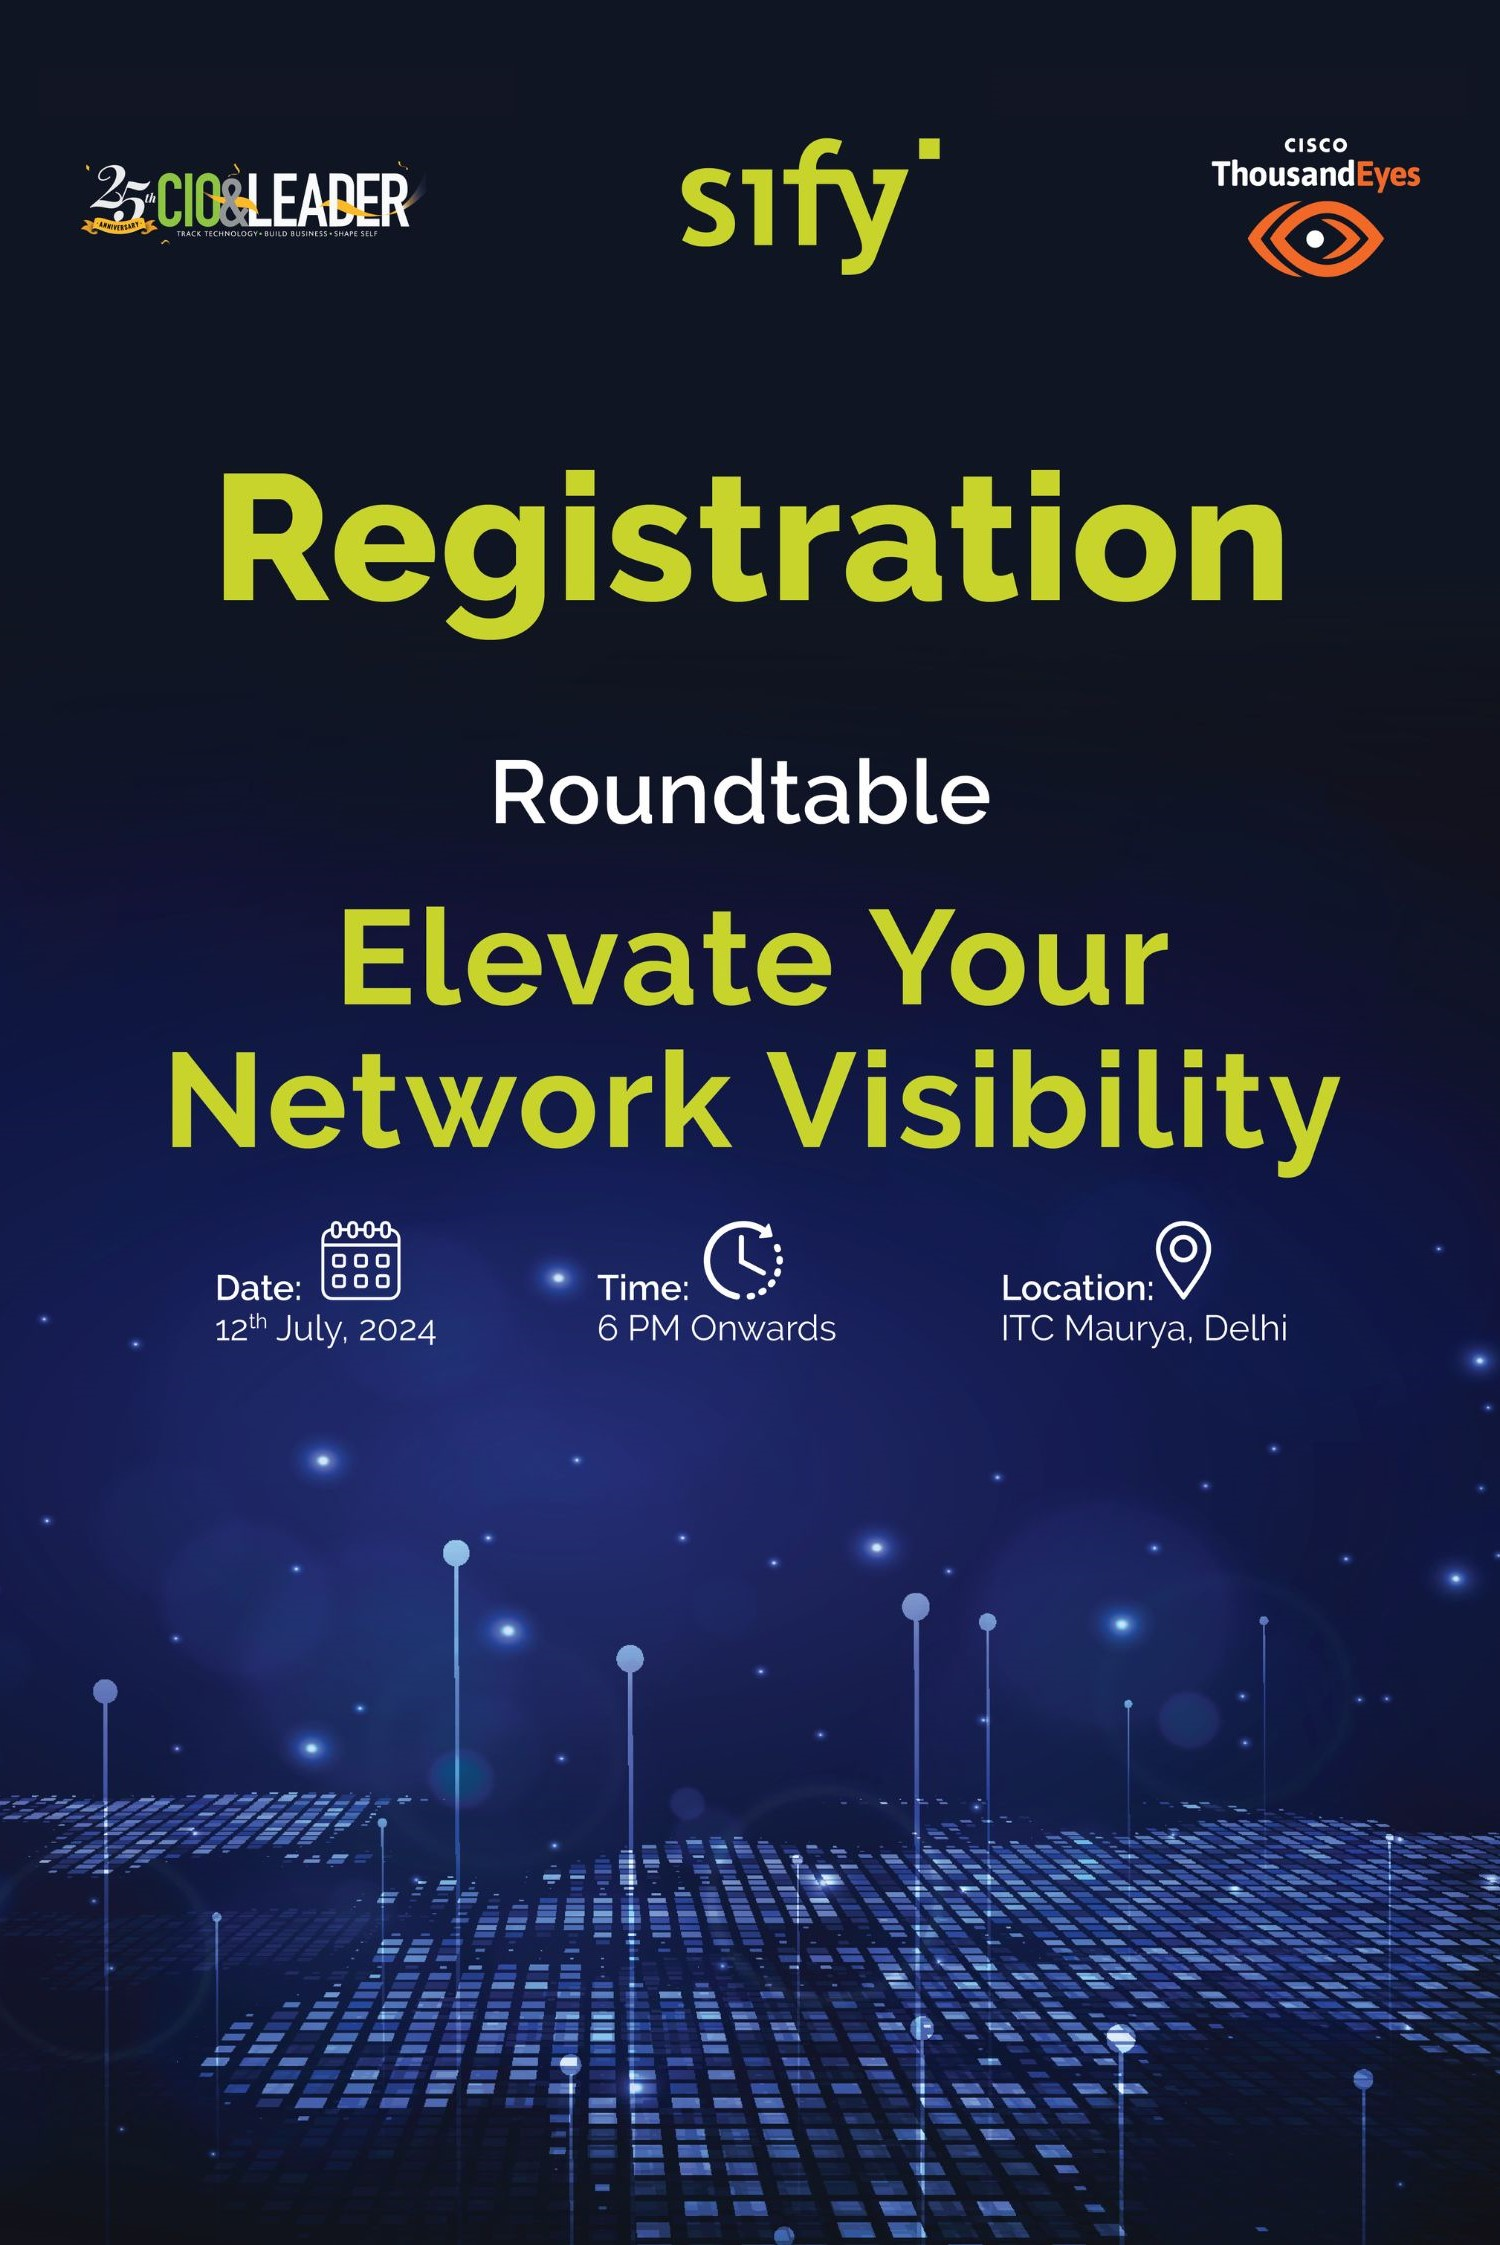 25th CIO&LEADER
ANNIVERSARY
TRACK TECHNOLOGY • BUILD BUSINESS • SHAPE SELF
sify
CISCO
ThousandEyes
Registration
Roundtable
Elevate Your
Network Visibility
Date:
12th July, 2024
Time:
6 PM Onwards
Location:
ITC Maurya, Delhi